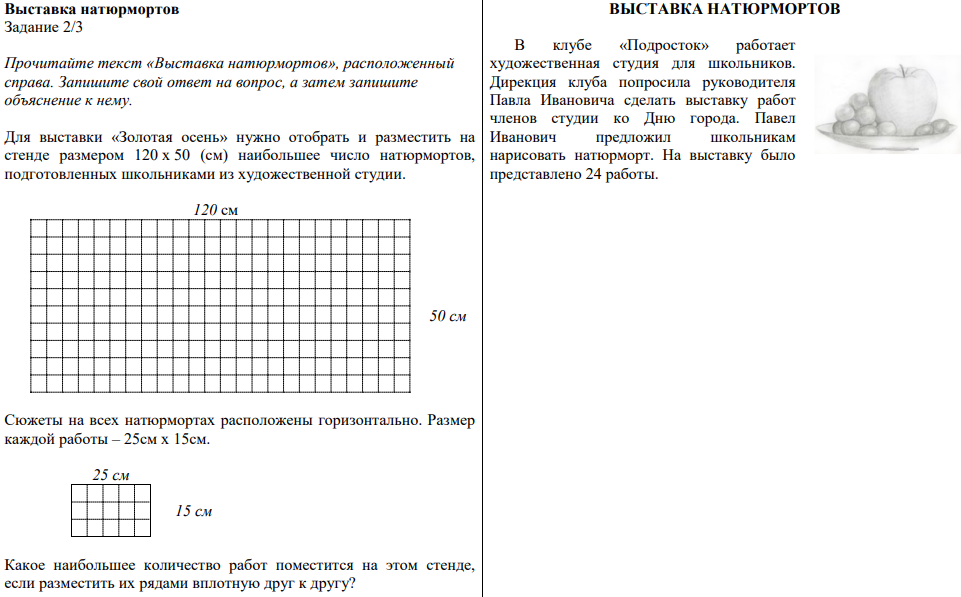 Выставка натюрмортов
Задание 2/3
Прочитайте текст «Выставка натюрмортов», расположенный
справа. Запишите свой ответ на вопрос, а затем запишите
объяснение к нему.
Для выставки «Золотая осень» нужно отобрать и разместить на
стенде размером 120 х 50 (см) наибольшее число натюрмортов,
подготовленных школьниками из художественной студии.
120 см
50 см
Сюжеты на всех натюрмортах расположены горизонтально. Размер
каждой работы – 25см х 15см.
25 см
15 см
Какое наибольшее количество работ поместится на этом стенде,
если разместить их рядами вплотную друг к другу?
ВЫСТАВКА НАТЮРМОРТОВ
В клубе «Подросток» работает
художественная студия для школьников.
Дирекция клуба попросила руководителя
Павла Ивановича сделать выставку работ
членов студии ко Дню города. Павел
Иванович предложил школьникам
нарисовать натюрморт. На выставку было
представлено 24 работы.